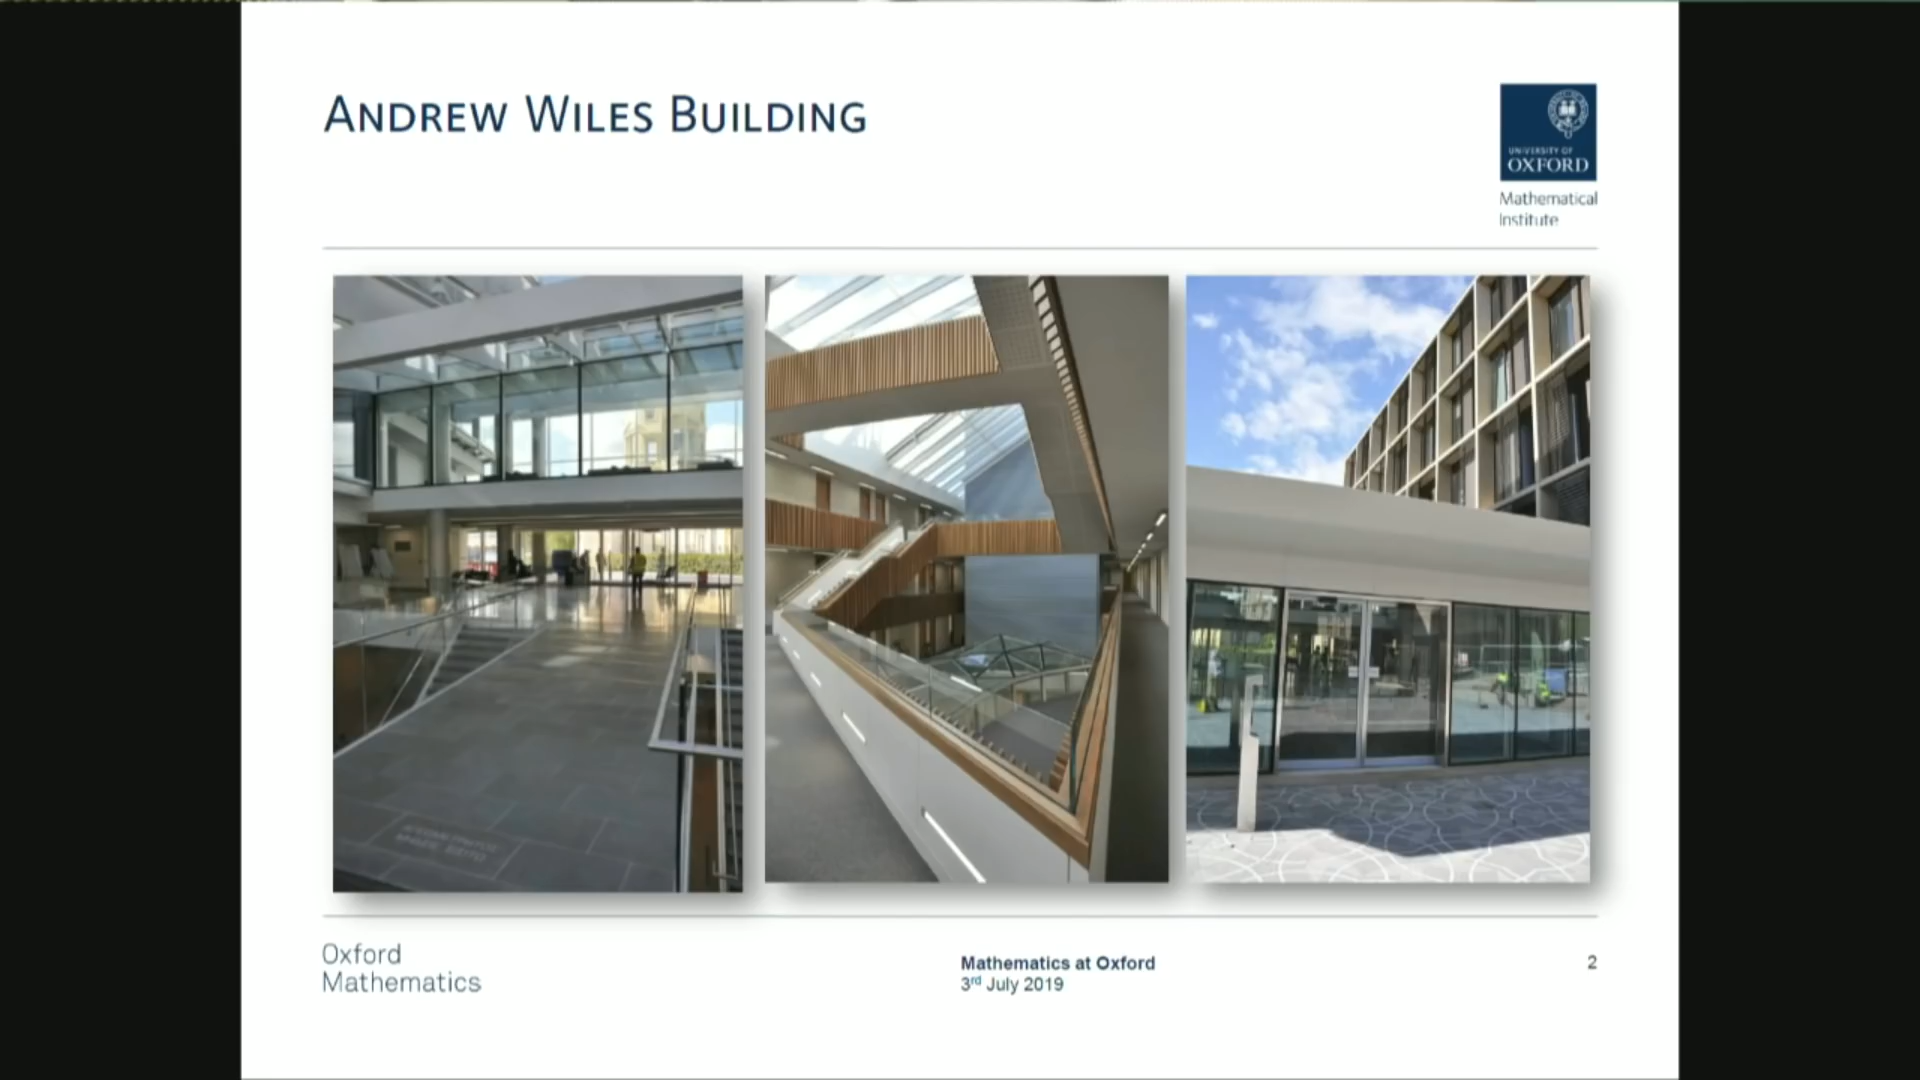 ANDREW WILES BUILDING
UNIVERSITY OF
OXFORD
Mathematical
Institute
Oxford
Mathematics
Mathematics at Oxford
3rd July 2019
2